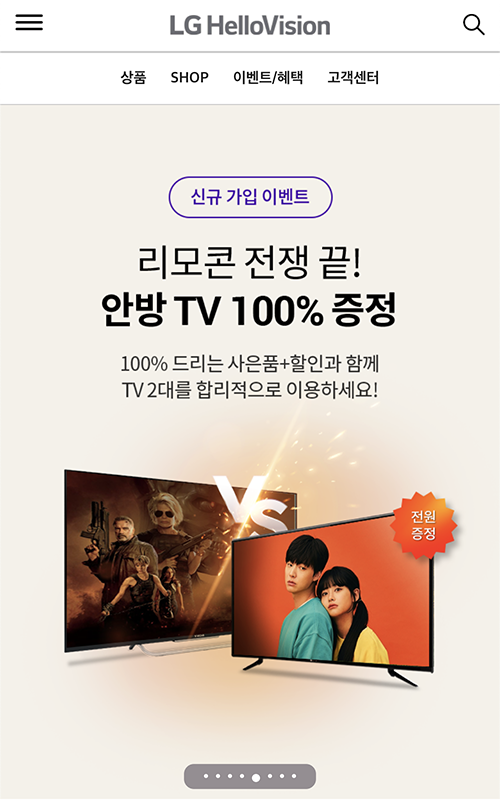 LG HelloVision
상품 SHOP 이벤트/혜택 고객센터
신규 가입 이벤트
리모콘 전쟁 끝!
안방 TV 100% 증정
100% 드리는 사은품+할인과 함께
TV 2대를 합리적으로 이용하세요!
VS
전원
증정